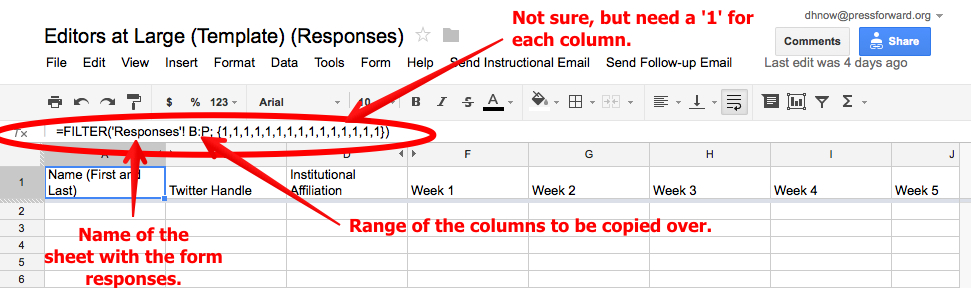 Not sure, but need a '1' for
each column.
dhnow@pressforward.org
Editors at Large (Template) (Responses)
Comments
Share
File Edit View Insert Format Data Tools Form Help Send Instructional Email Send Follow-up Email Last edit was 4 days ago
$ % 123 Arial 10 B I S A Σ
fx =FILTER('Responses'! B:P; {1,1,1,1,1,1,1,1,1,1,1,1,1,1,1})
A D F G H I J
1 Name (First and
Last) Twitter Handle Institutional
Affiliation Week 1 Week 2 Week 3 Week 4 Week 5
2
3
4
5
6
Range of the columns to be copied over.
Name of the
sheet with the form
responses.